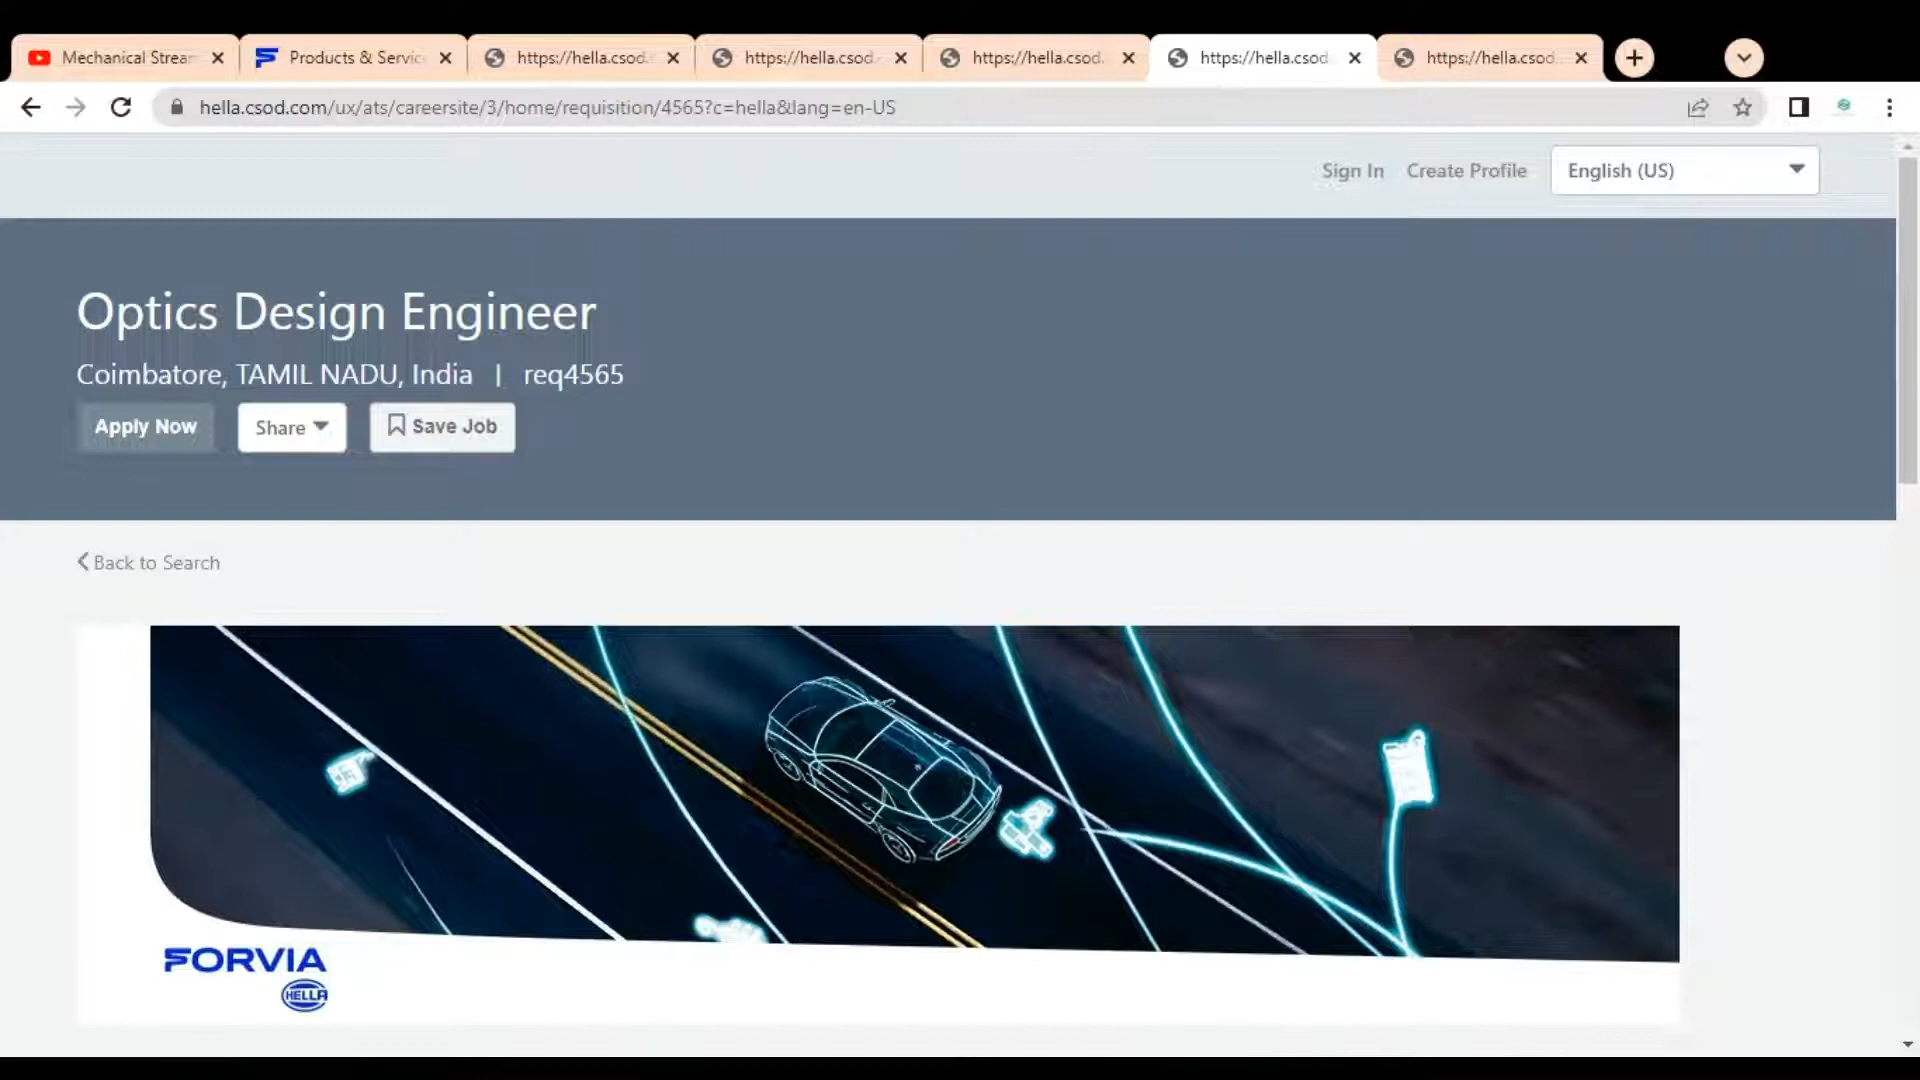 Mechanical Strean
Products & Servic
https://hella.csod.
https://hella.csod.
https://hella.csod.
https://hella.csod
https://hella.csod
hella.csod.com/ux/ats/careersite/3/home/requisition/4565?c=hella&lang=en-US
Sign In
Create Profile
English (US)
Optics Design Engineer
Coimbatore, TAMIL NADU, India | req4565
Apply Now
Share
Save Job
Back to Search
FORVIA
HELLA